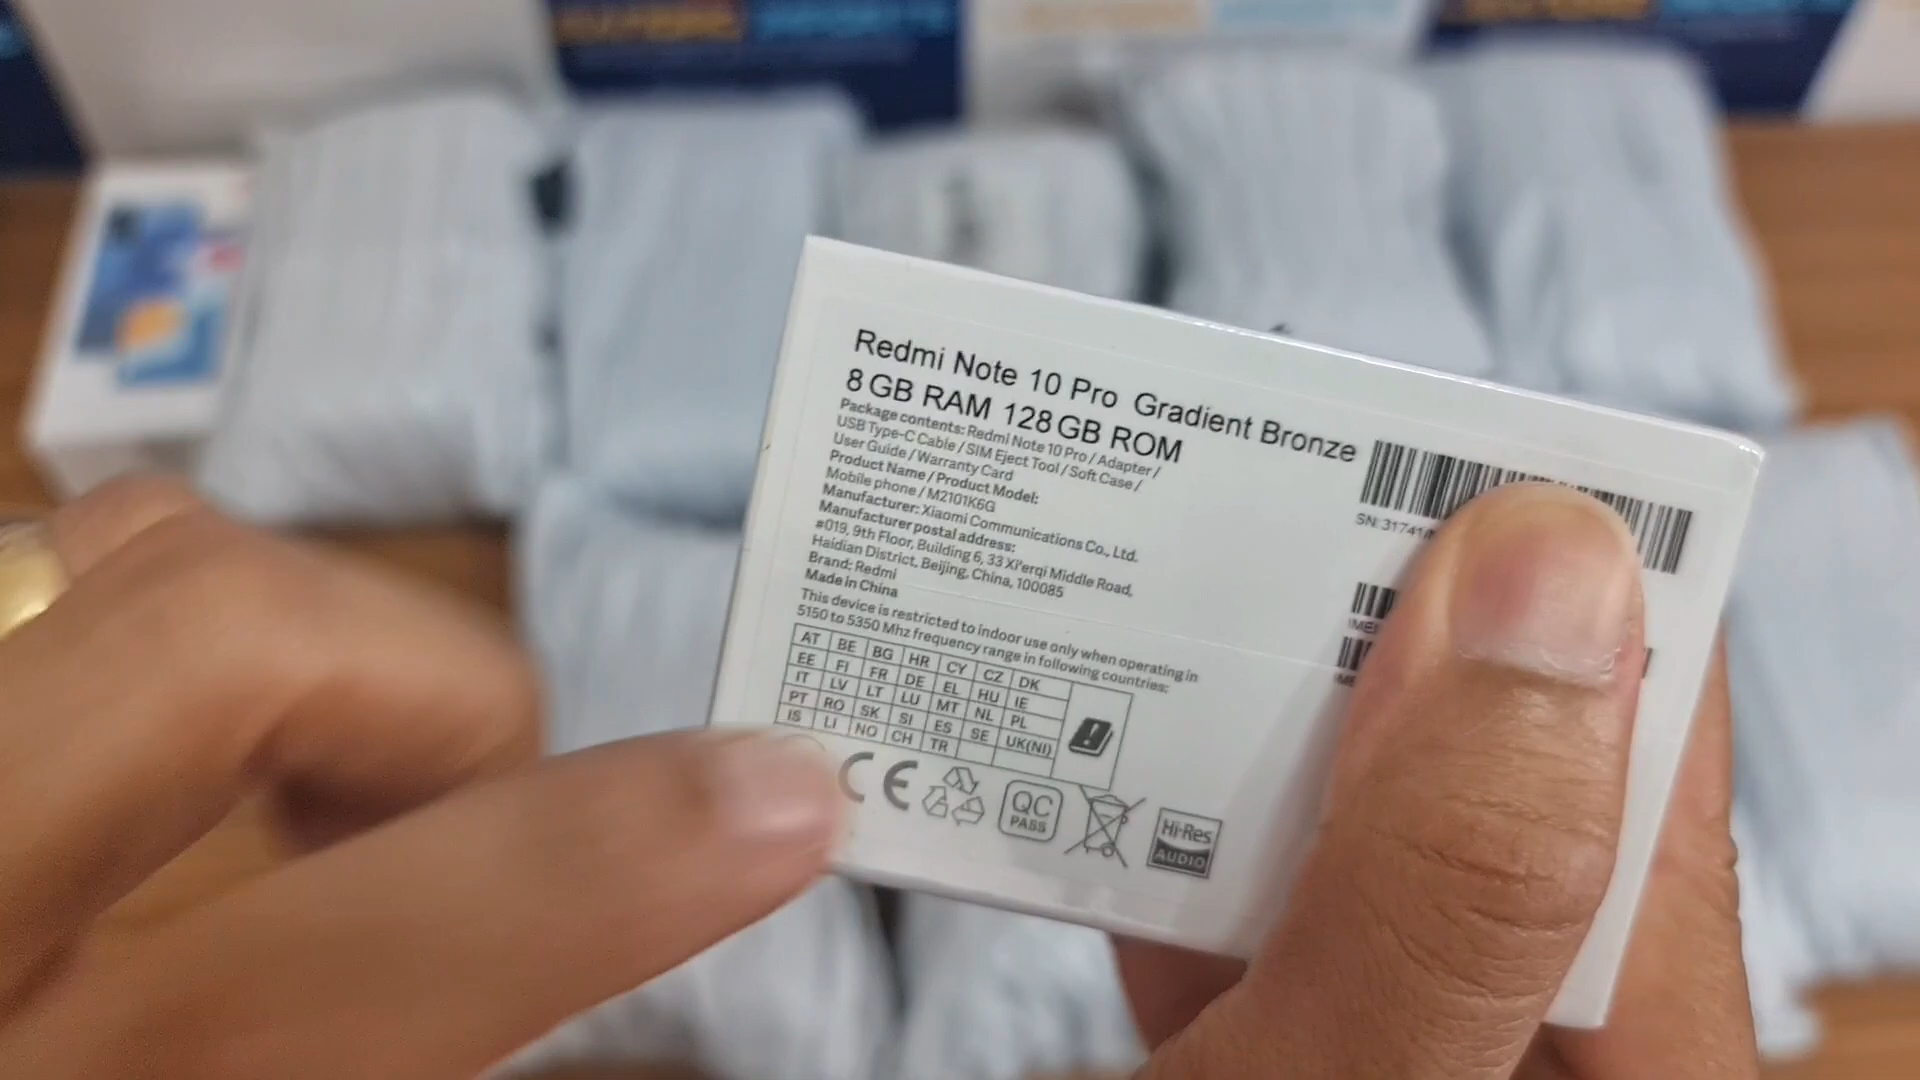 Redmi Note 10 Pro Gradient Bronze
8 GB RAM 128 GB ROM
Package contents: Redmi Note 10 Pro / Adapter /
USB Type-C Cable / SIM Eject Tool / Soft Case /
User Guide / Warranty Card
Product Name / Product Model:
Mobile phone / M2101K6G
Manufacturer: Xiaomi Communications Co., Ltd.
Manufacturer postal address:
#019, 9th Floor, Building 6, 33 Xi'erqi Middle Road,
Haidian District, Beijing, China, 100085
Brand: Redmi
Made in China
This device is restricted to indoor use only when operating in
5150 to 5350 Mhz frequency range in following countries:
AT BE BG HR CY CZ DK
EE FI FR DE EL HU IE
IT LV LT LU MT NL PL
PT RO SK SI ES SE UK(NI)
IS LI NO CH TR
CE
QC
PASS
Hi-Res
AUDIO
SN: 31741/
IMEI